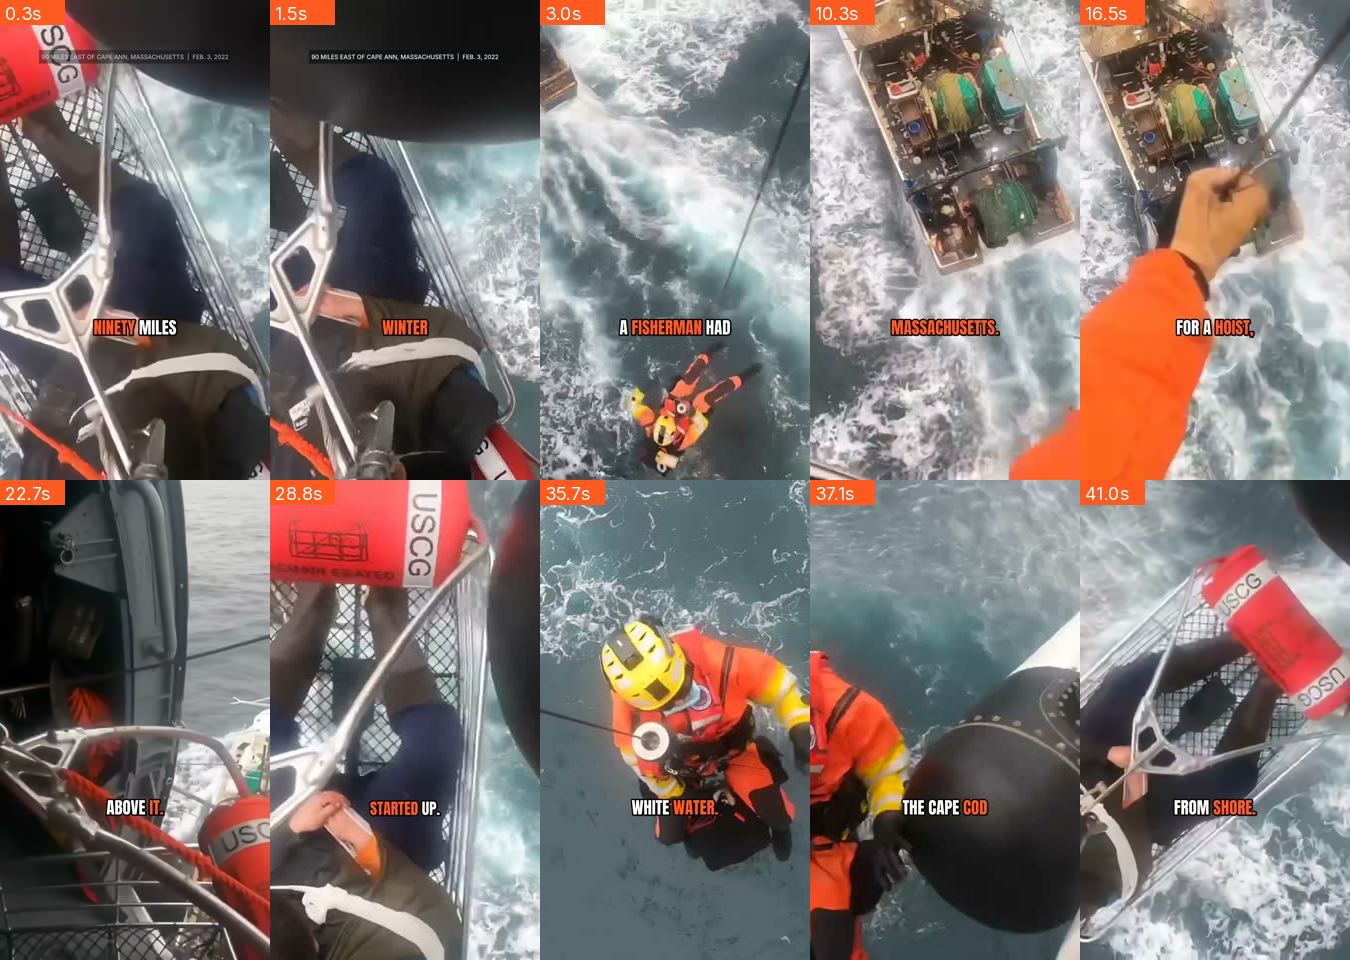 0.3s
90 MILES EAST OF CAPE ANN, MASSACHUSETTS | FEB. 3, 2022
SCG
NINETY MILES
1.5s
90 MILES EAST OF CAPE ANN, MASSACHUSETTS | FEB. 3, 2022
WINTER
3.0s
A FISHERMAN HAD
10.3s
MASSACHUSETTS.
16.5s
FOR A HOIST,
22.7s
USCG
ABOVE IT.
28.8s
USCG
STARTED UP.
35.7s
WHITE WATER.
37.1s
THE CAPE COD
41.0s
USCG
USCG
FROM SHORE.